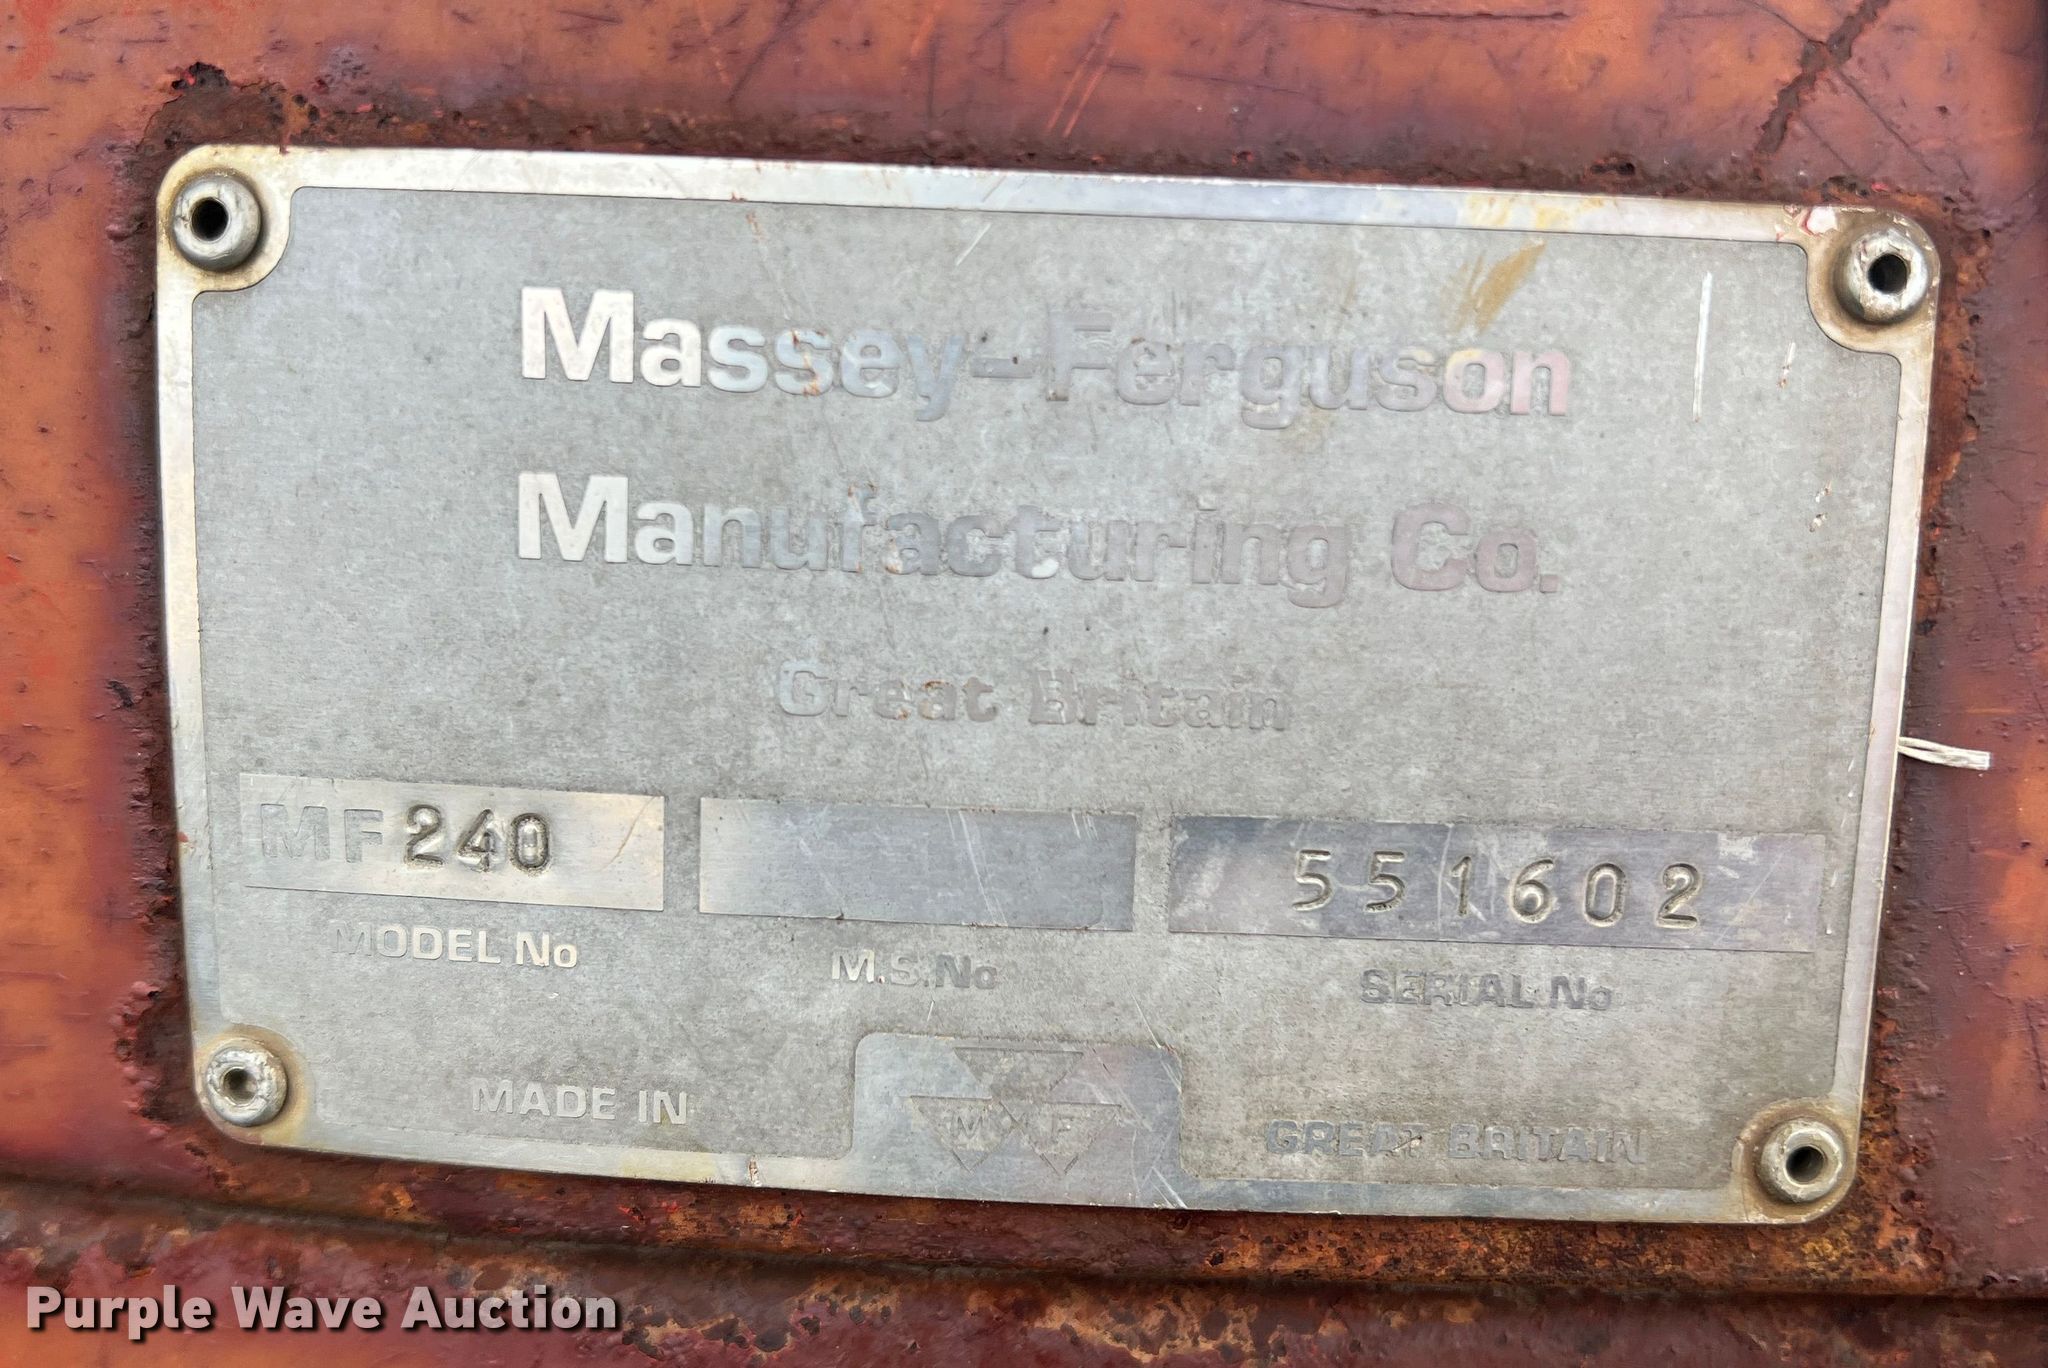 Massey-Ferguson
Manufacturing Co.
Great Britain
MF 240 551602
MODEL No M.S.No SERIAL No
MADE IN M F GREAT BRITAIN
Purple Wave Auction